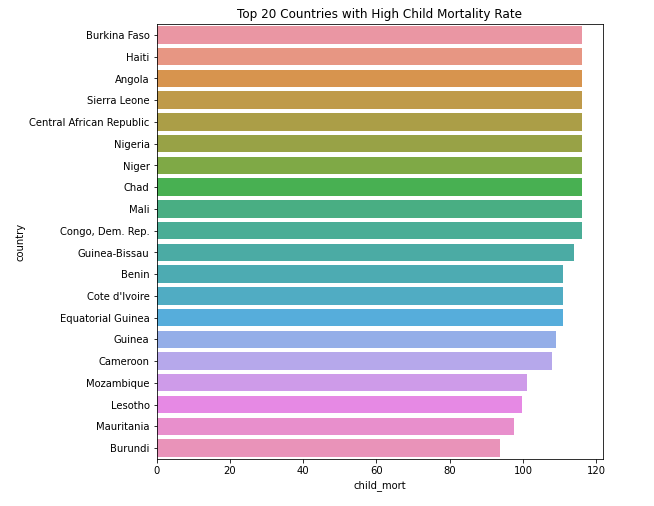 Top 20 Countries with High Child Mortality Rate
country
Burkina Faso
Haiti
Angola
Sierra Leone
Central African Republic
Nigeria
Niger
Chad
Mali
Congo, Dem. Rep.
Guinea-Bissau
Benin
Cote d'Ivoire
Equatorial Guinea
Guinea
Cameroon
Mozambique
Lesotho
Mauritania
Burundi
0 20 40 60 80 100 120
child_mort